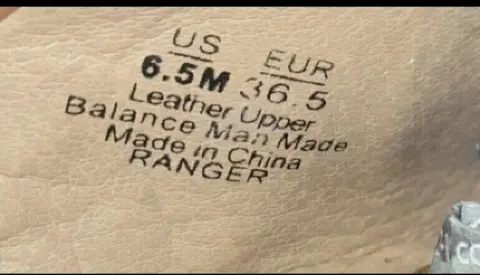 US EUR
6.5M 36.5
Leather Upper
Balance Man Made
Made in China
RANGER